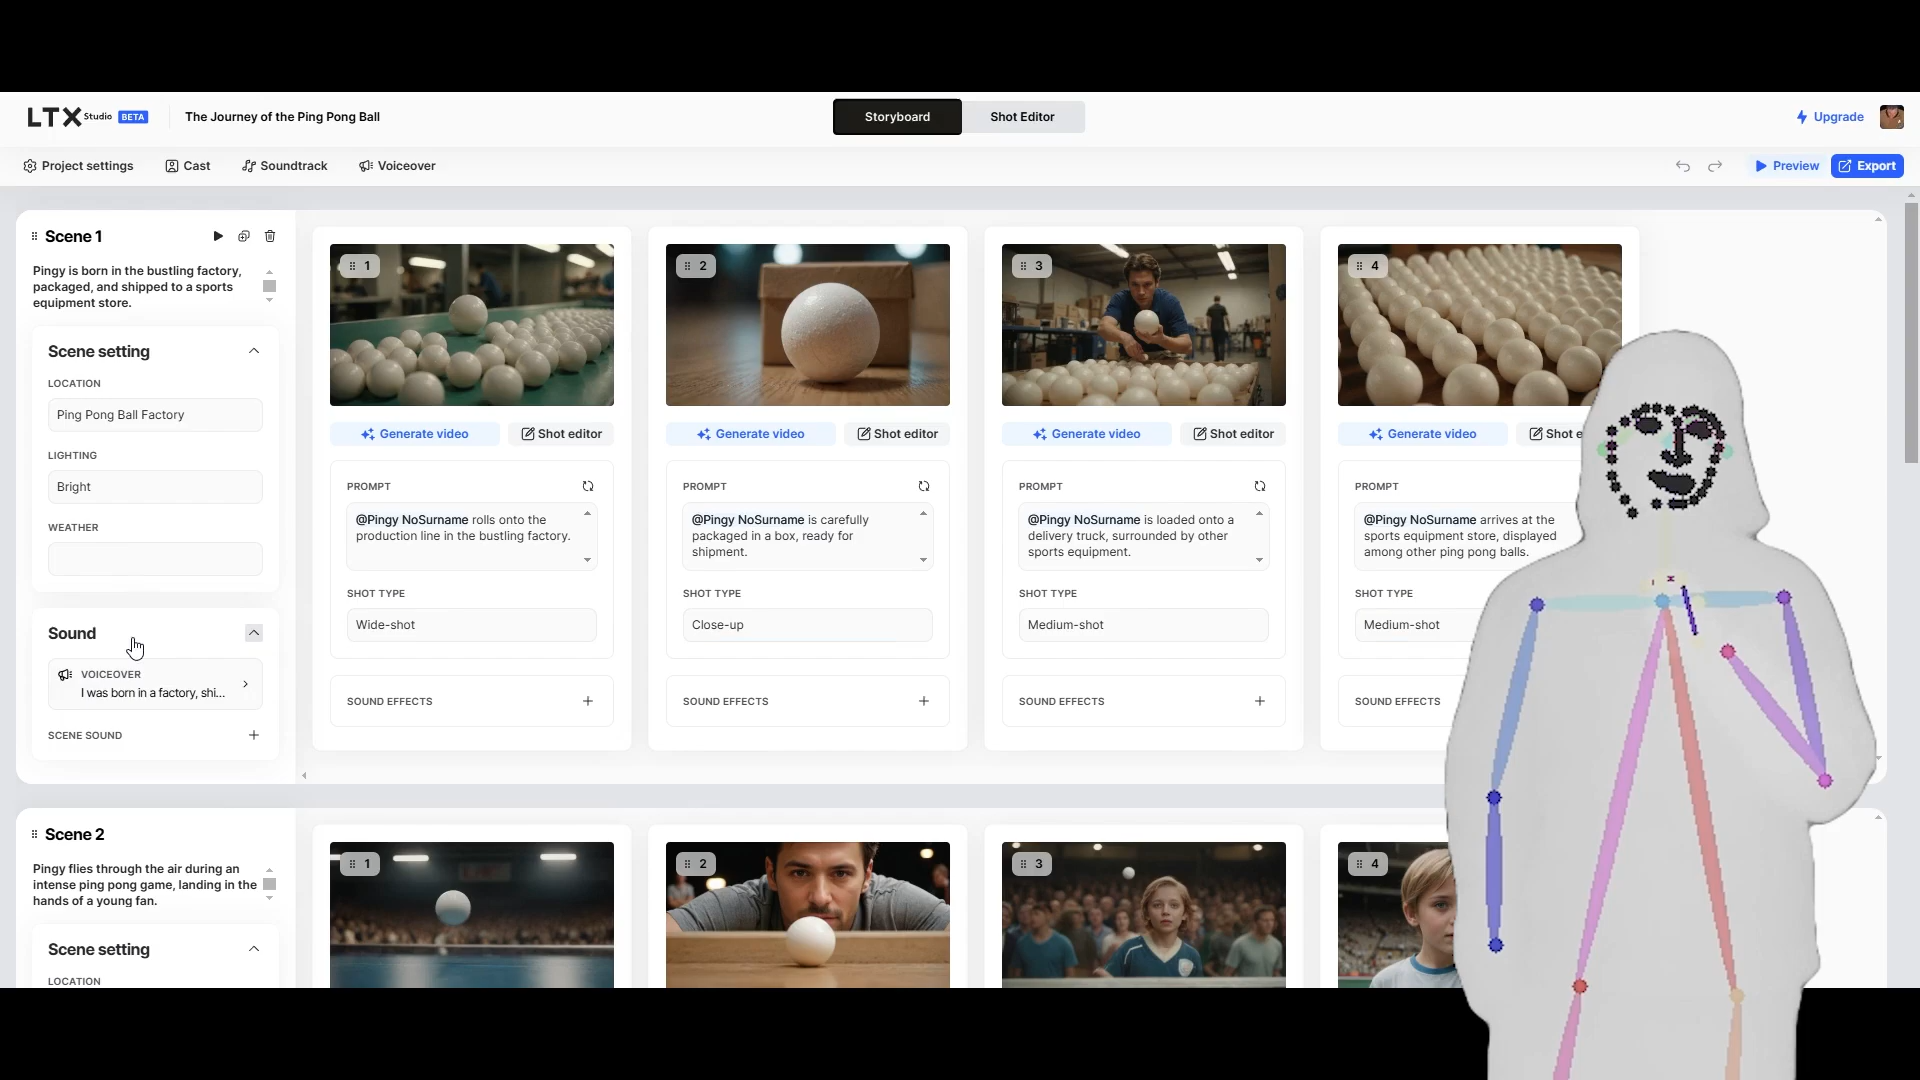 LTX Studio BETA
The Journey of the Ping Pong Ball
Storyboard
Shot Editor
Upgrade
Project settings
Cast
Soundtrack
Voiceover
Preview
Export
Scene 1
Pingy is born in the bustling factory,
packaged, and shipped to a sports
equipment store.
Scene setting
LOCATION
Ping Pong Ball Factory
LIGHTING
Bright
WEATHER
Sound
VOICEOVER
I was born in a factory, shi...
SCENE SOUND
1
Generate video
Shot editor
PROMPT
@Pingy NoSurname rolls onto the
production line in the bustling factory.
SHOT TYPE
Wide-shot
SOUND EFFECTS
2
Generate video
Shot editor
PROMPT
@Pingy NoSurname is carefully
packaged in a box, ready for
shipment.
SHOT TYPE
Close-up
SOUND EFFECTS
3
Generate video
Shot editor
PROMPT
@Pingy NoSurname is loaded onto a
delivery truck, surrounded by other
sports equipment.
SHOT TYPE
Medium-shot
SOUND EFFECTS
4
Generate video
Shot e
PROMPT
@Pingy NoSurname arrives at the
sports equipment store, displayed
among other ping pong balls.
SHOT TYPE
Medium-shot
SOUND EFFECTS
Scene 2
Pingy flies through the air during an
intense ping pong game, landing in the
hands of a young fan.
Scene setting
LOCATION
1
2
3
4